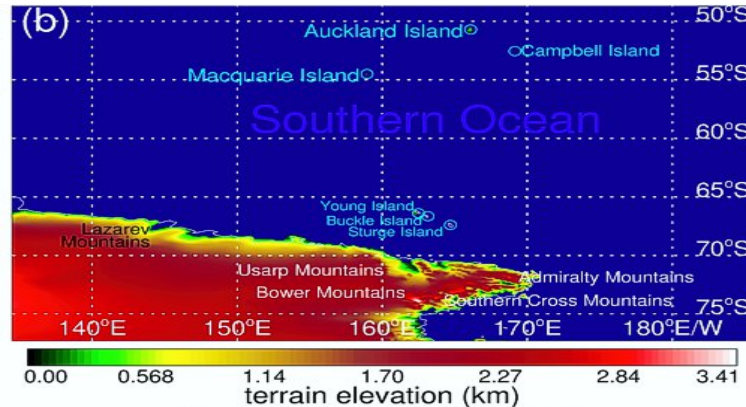 (b)
50°S
Auckland Island
Campbell Island
Macquarie Island
55°S
Southern Ocean
60°S
65°S
Young Island
Buckle Island
Sturge Island
Lazarev
Mountains
70°S
Usarp Mountains
Admiralty Mountains
Bower Mountains
Southern Cross Mountains
75°S
140°E 150°E 160°E 170°E 180°E/W
0.00 0.568 1.14 1.70 2.27 2.84 3.41
terrain elevation (km)